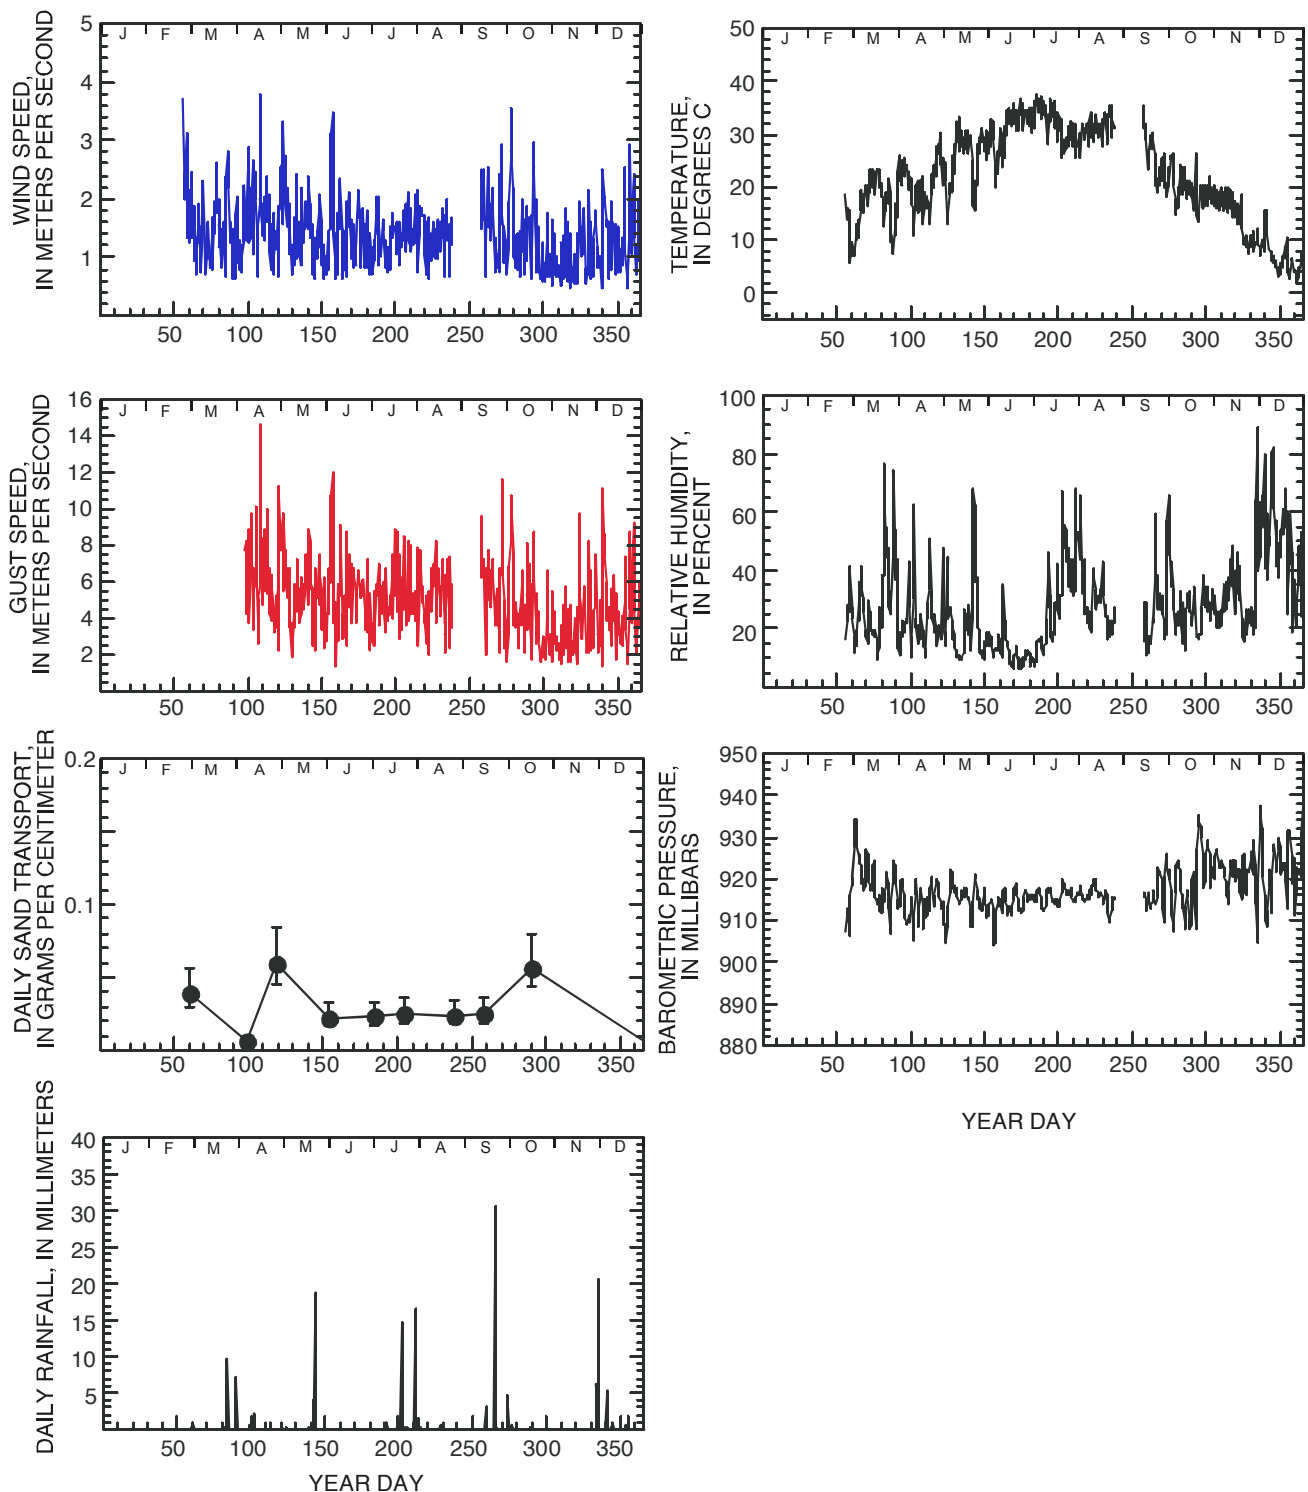 WIND SPEED,
IN METERS PER SECOND
5
4
3
2
1
J F M A M J J A S O N D
50 100 150 200 250 300 350
TEMPERATURE,
IN DEGREES C
50
40
30
20
10
0
J F M A M J J A S O N D
50 100 150 200 250 300 350
GUST SPEED,
IN METERS PER SECOND
16
14
12
10
8
6
4
2
J F M A M J J A S O N D
50 100 150 200 250 300 350
RELATIVE HUMIDITY,
IN PERCENT
100
80
60
40
20
J F M A M J J A S O N D
50 100 150 200 250 300 350
DAILY SAND TRANSPORT,
IN GRAMS PER CENTIMETER
0.2
0.1
J F M A M J J A S O N D
50 100 150 200 250 300 350
BAROMETRIC PRESSURE,
IN MILLIBARS
950
940
930
920
910
900
890
880
J F M A M J J A S O N D
50 100 150 200 250 300 350
YEAR DAY
DAILY RAINFALL, IN MILLIMETERS
40
35
30
25
20
15
10
5
J F M A M J J A S O N D
50 100 150 200 250 300 350
YEAR DAY